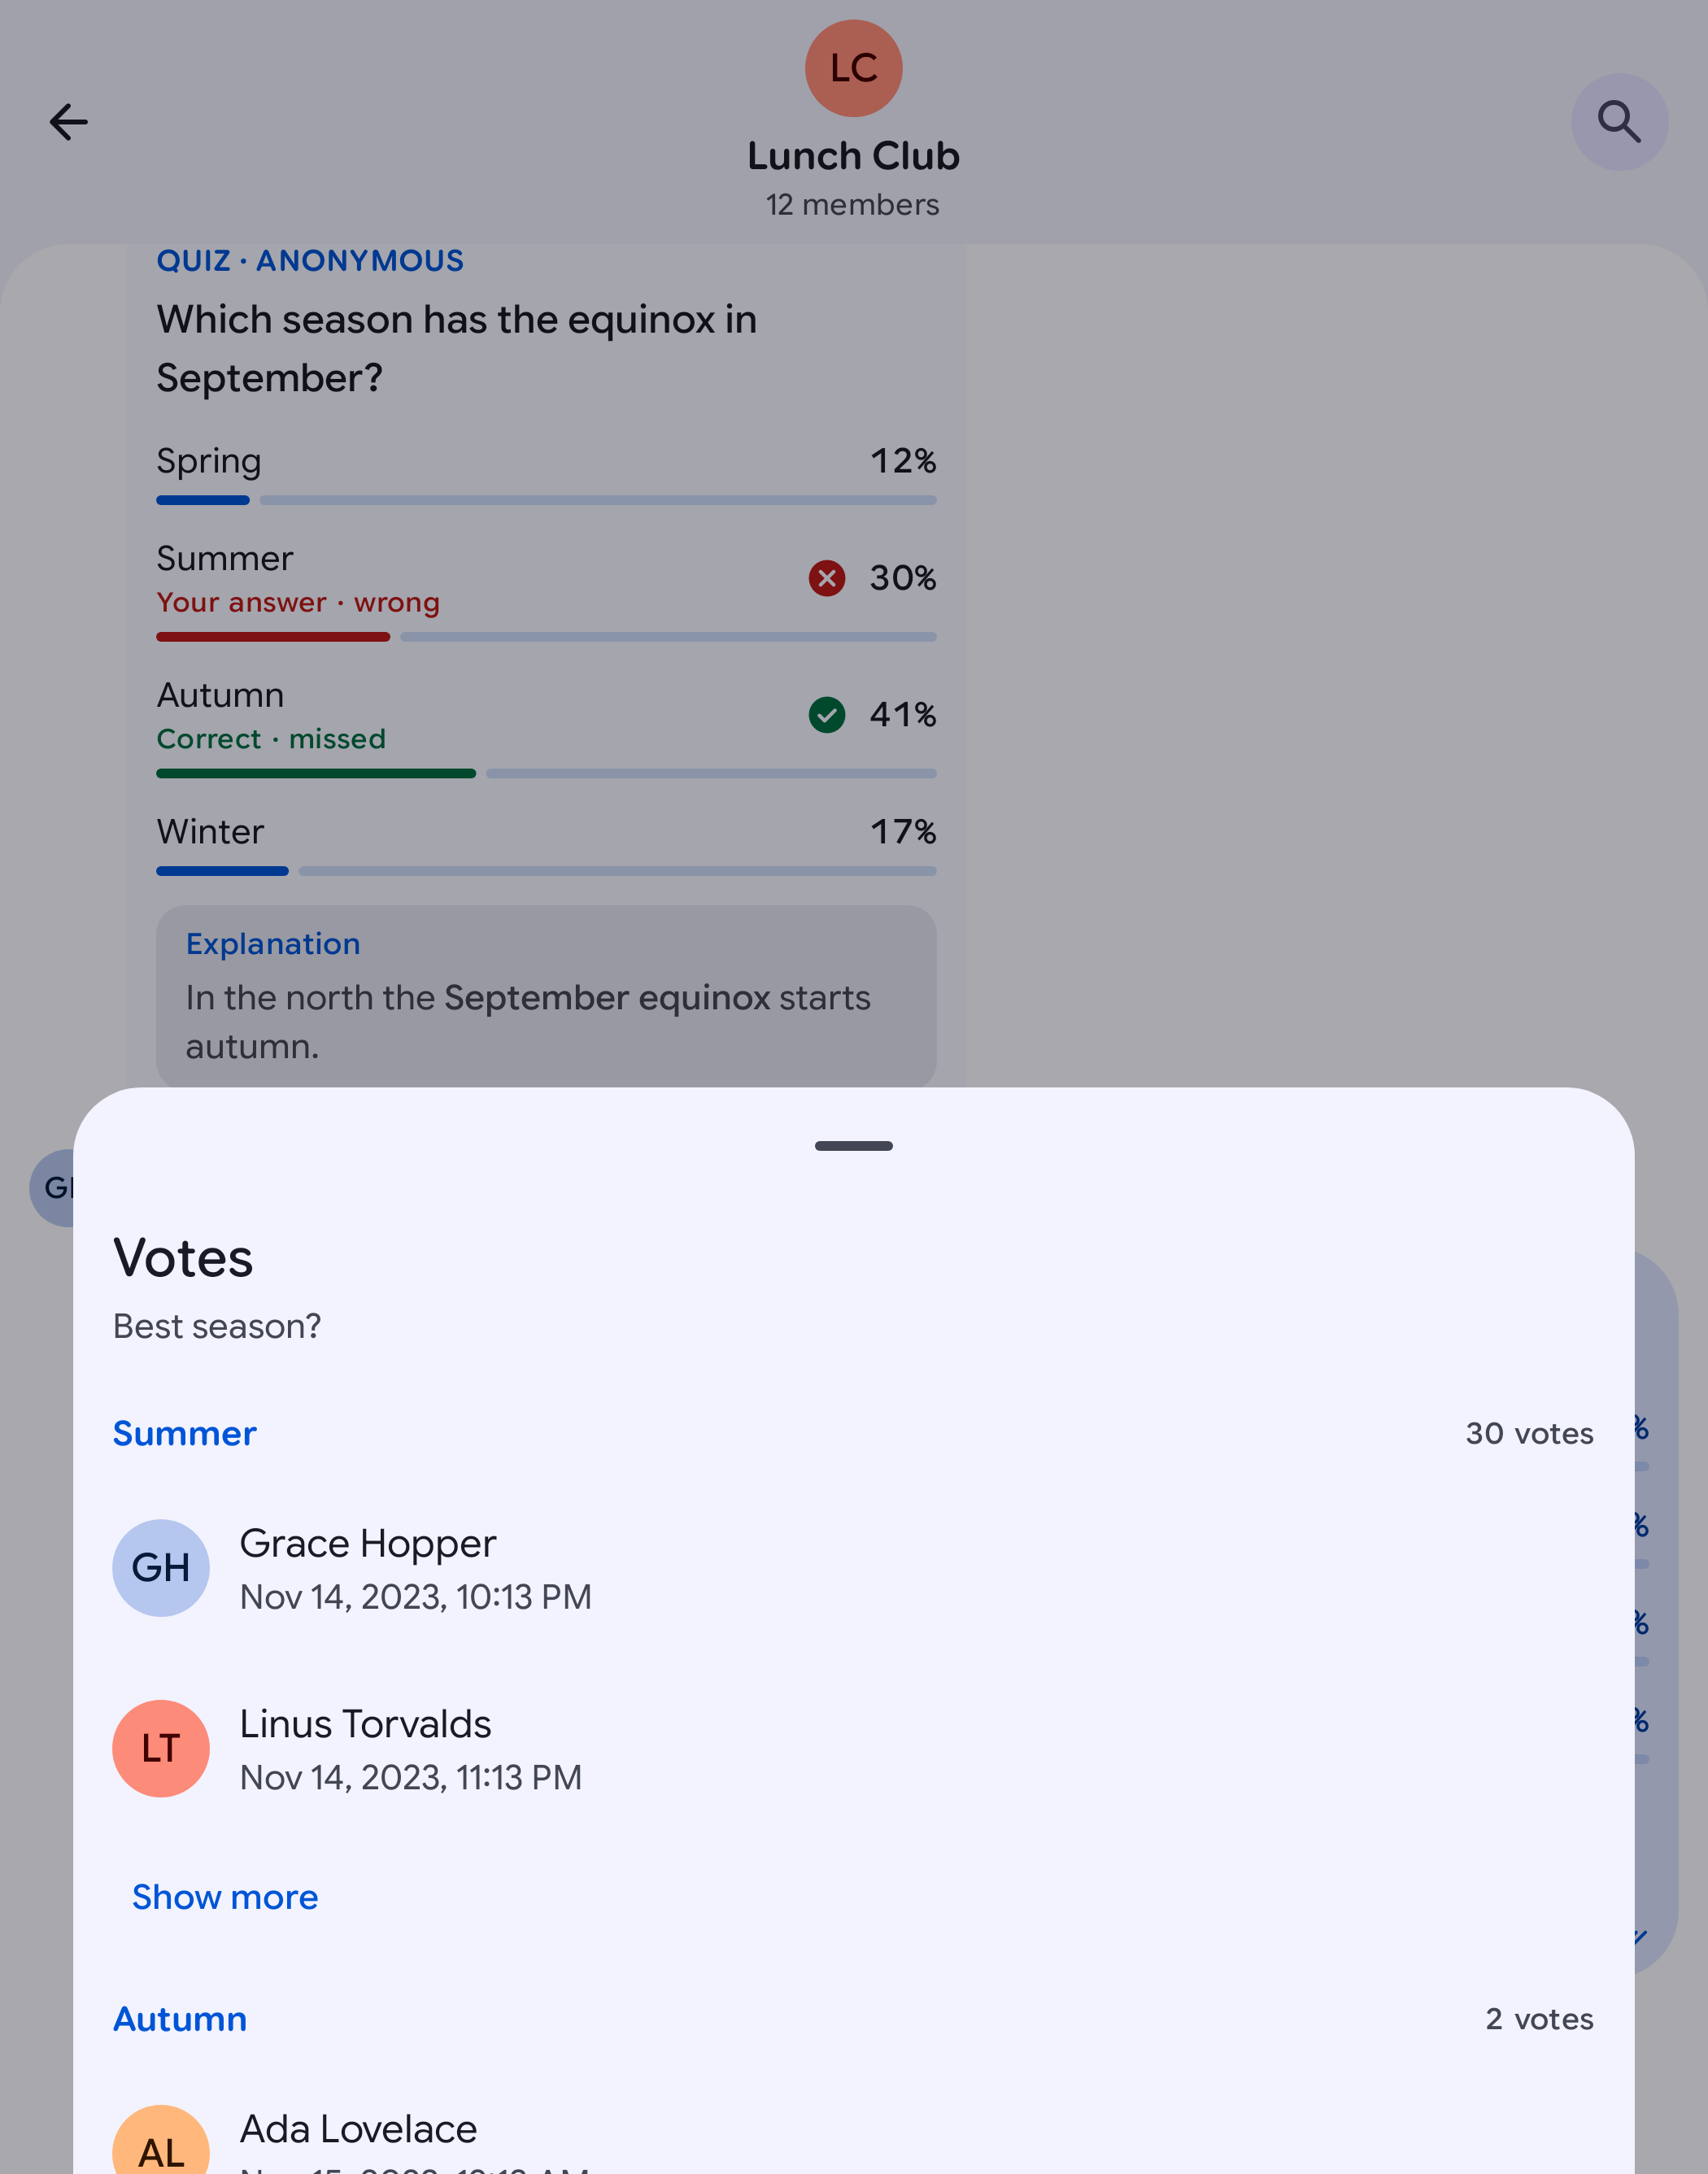 LC
Lunch Club
12 members
QUIZ · ANONYMOUS
Which season has the equinox in
September?
Spring 12%
Summer 30%
Your answer · wrong
Autumn 41%
Correct · missed
Winter 17%
Explanation
In the north the September equinox starts
autumn.
Votes
Best season?
Summer 30 votes
%
GH Grace Hopper
Nov 14, 2023, 10:13 PM
%
%
LT Linus Torvalds
%
Nov 14, 2023, 11:13 PM
Show more
Autumn 2 votes
AL Ada Lovelace